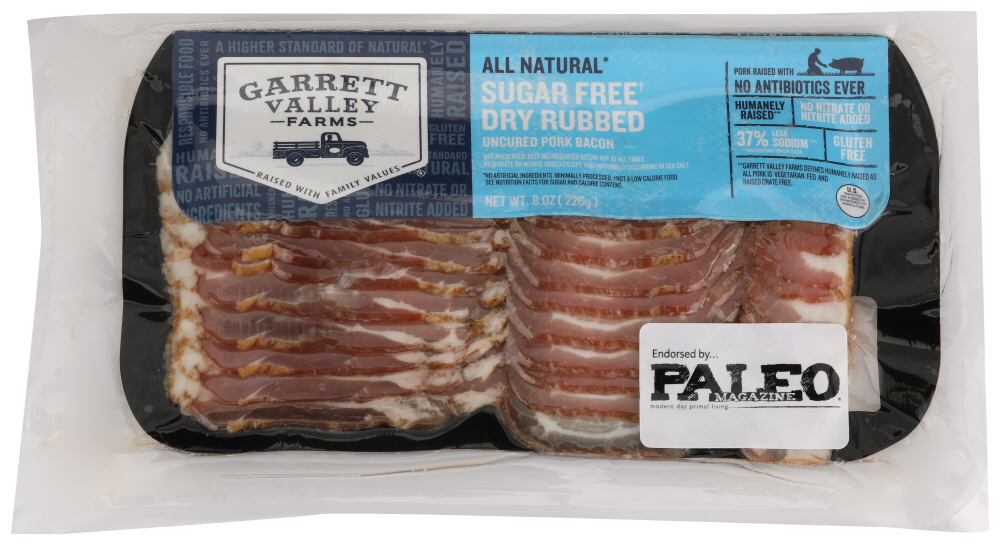 A HIGHER STANDARD OF NATURAL*
RESPONSIBLE FOOD
NO ANTIBIOTICS EVER
HUMANELY
RAISED
GARRETT
VALLEY
FARMS
RAISED WITH FAMILY VALUES
®
GLUTEN
FREE
NO ARTIFICIAL
INGREDIENTS
NO NITRATE OR
NITRITE ADDED
ALL NATURAL*
SUGAR FREE†
DRY RUBBED
UNCURED PORK BACON
NOT PRESERVED. KEEP REFRIGERATED BELOW 40°F AT ALL TIMES.
NO NITRATE OR NITRITE ADDED EXCEPT THAT NATURALLY OCCURRING IN SEA SALT.
*NO ARTIFICIAL INGREDIENTS. MINIMALLY PROCESSED. †NOT A LOW CALORIE FOOD.
SEE NUTRITION FACTS FOR SUGAR AND CALORIE CONTENT.
NET WT. 8 OZ (226g)
PORK RAISED WITH
NO ANTIBIOTICS EVER
HUMANELY
RAISED**
NO NITRATE OR
NITRITE ADDED
37% LESS
SODIUM
GLUTEN
FREE
**GARRETT VALLEY FARMS DEFINES HUMANELY RAISED AS
ALL PORK IS VEGETARIAN FED AND
RAISED CRATE FREE.
U.S.
Endorsed by...
PALEO
MAGAZINE
modern day primal living